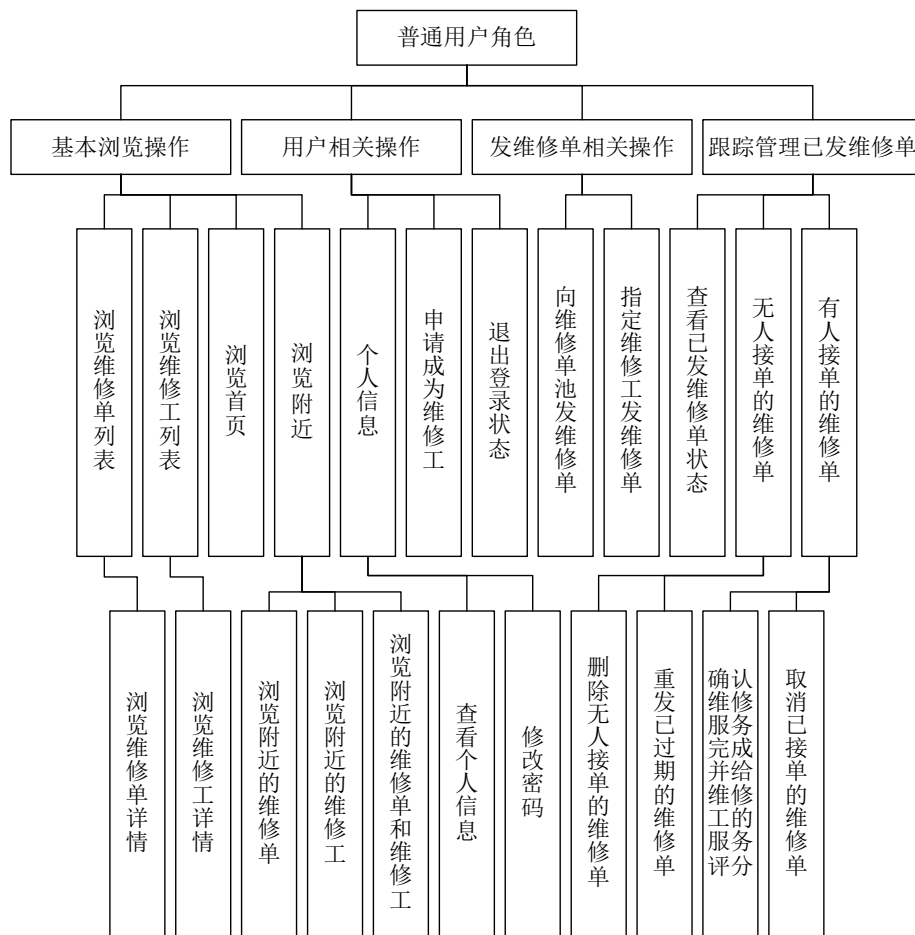 普通用户角色
基本浏览操作
用户相关操作
发维修单相关操作
跟踪管理已发维修单
浏览维修单列表
浏览维修工列表
浏览首页
浏览附近
个人信息
申请成为维修工
退出登录状态
向维修单池发维修单
指定维修工发维修单
查看已发维修单状态
无人接单的维修单
有人接单的维修单
浏览维修单详情
浏览维修工详情
浏览附近的维修单
浏览附近的维修工
浏览附近的维修单和维修工
查看个人信息
修改密码
删除无人接单的维修单
重发已过期的维修单
确认维修服务完成并给维修工的服务评分
取消已接单的维修单